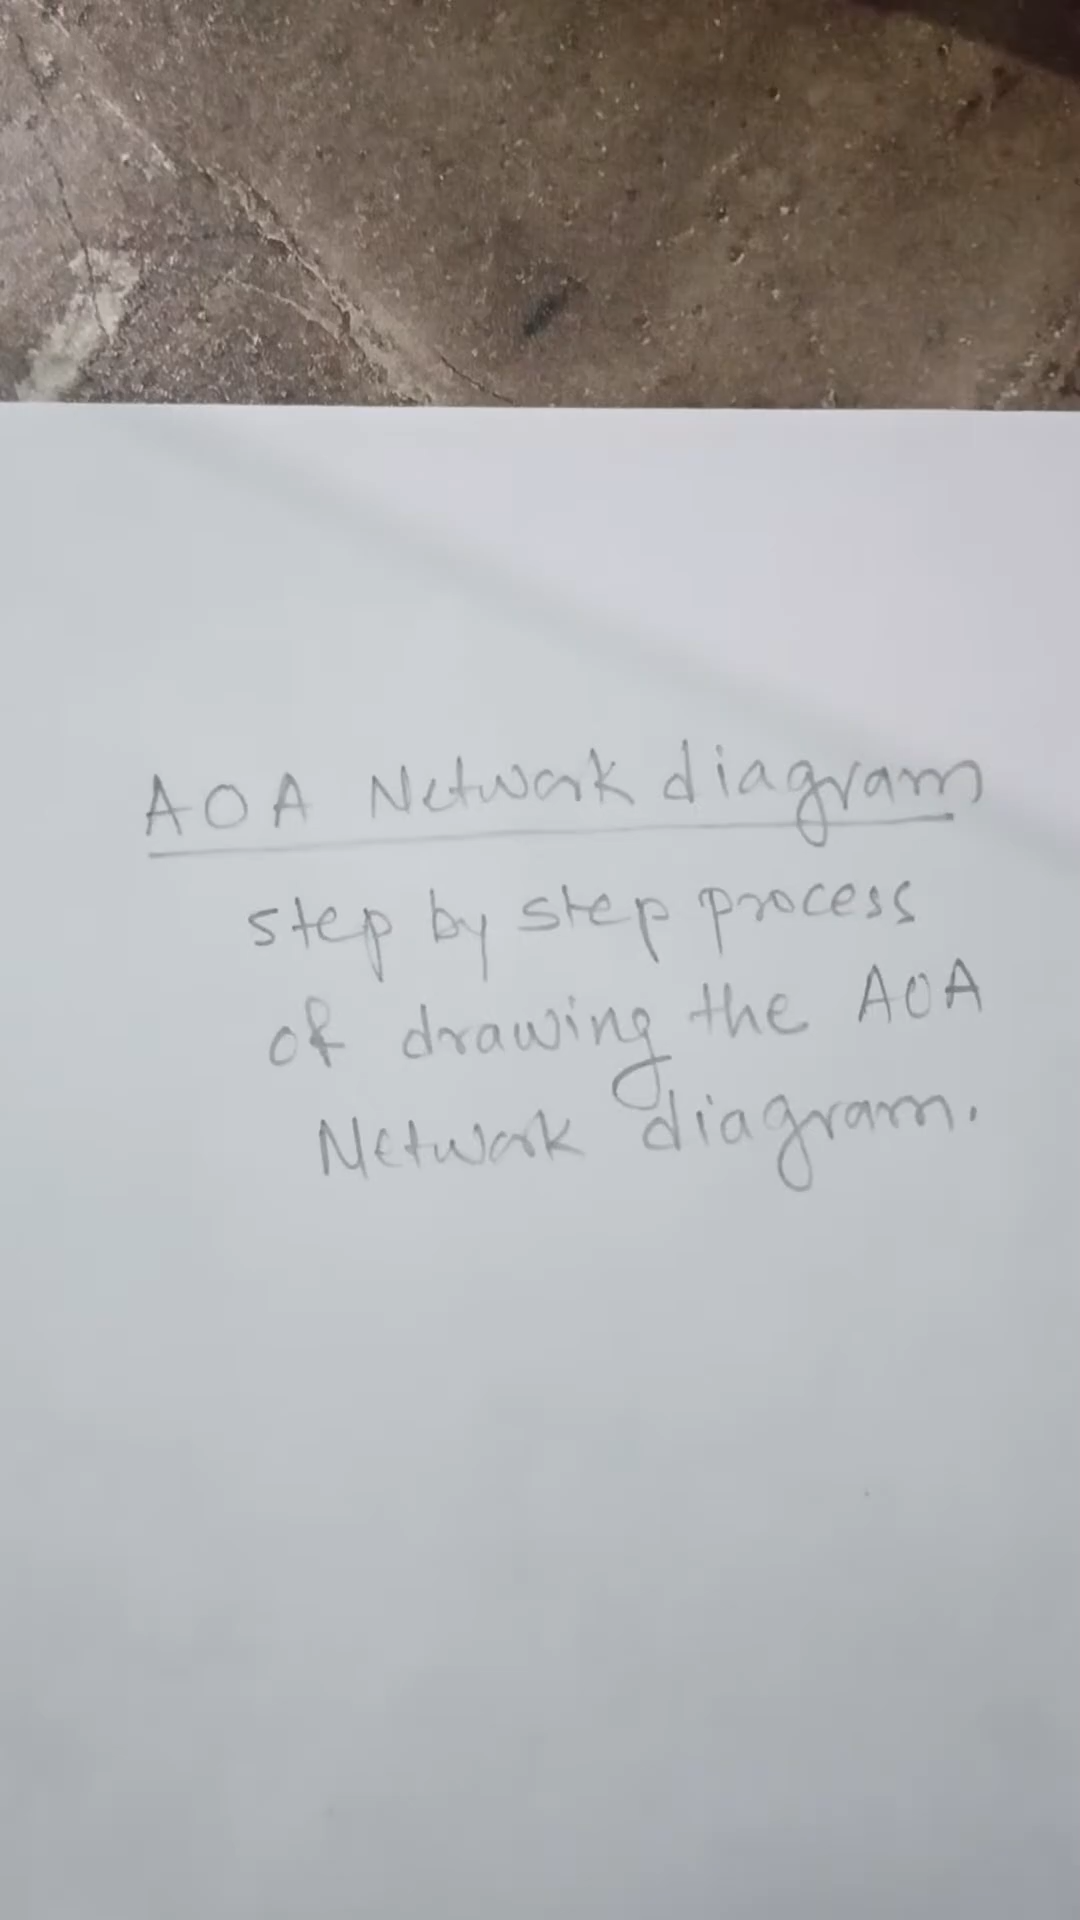 AOA Network diagram
step by step process
of drawing the AOA
Network diagram.